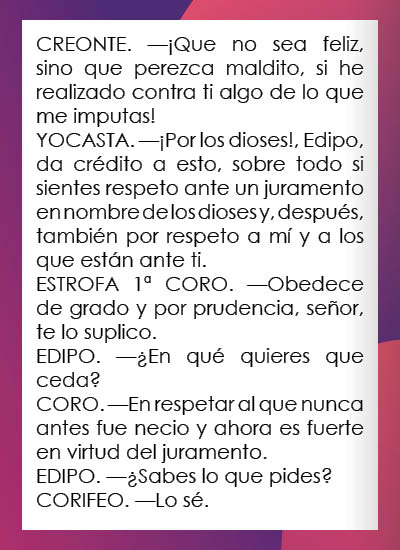 CREONTE. —¡Que no sea feliz,
sino que perezca maldito, si he
realizado contra ti algo de lo que
me imputas!
YOCASTA. —¡Por los dioses!, Edipo,
da crédito a esto, sobre todo si
sientes respeto ante un juramento
en nombre de los dioses y, después,
también por respeto a mí y a los
que están ante ti.
ESTROFA 1ª CORO. —Obedece
de grado y por prudencia, señor,
te lo suplico.
EDIPO. —¿En qué quieres que
ceda?
CORO. —En respetar al que nunca
antes fue necio y ahora es fuerte
en virtud del juramento.
EDIPO. —¿Sabes lo que pides?
CORIFEO. —Lo sé.